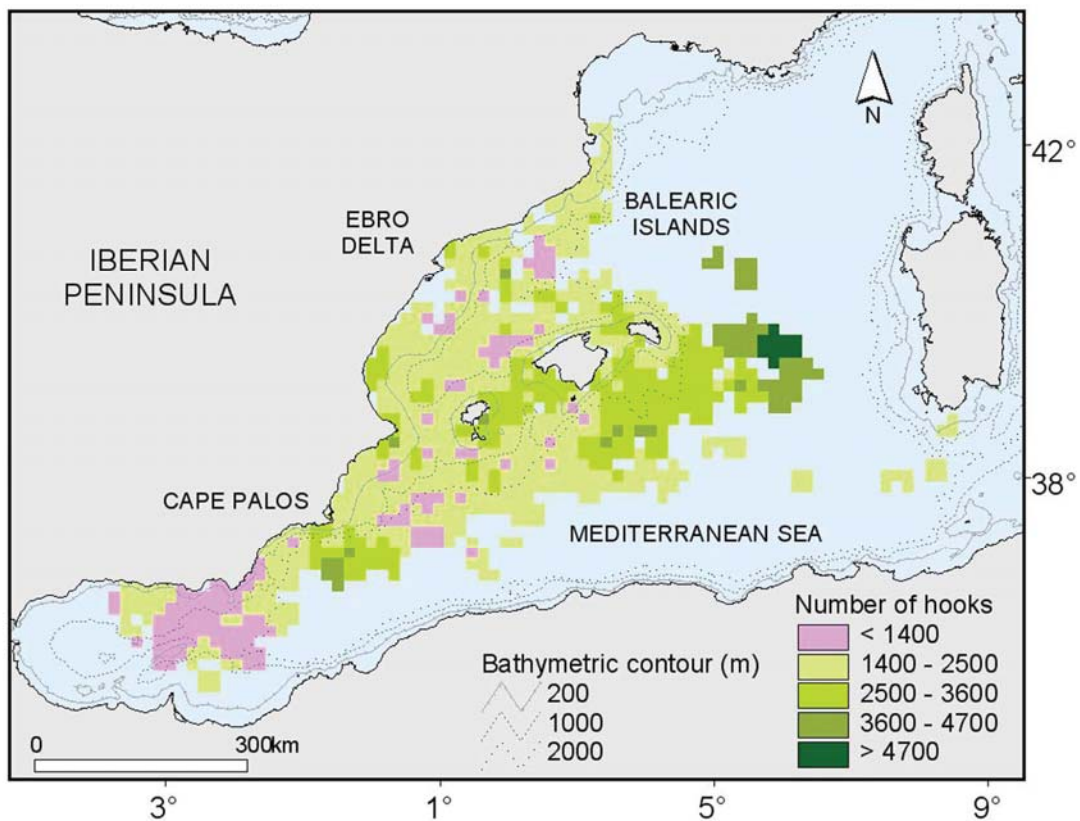 N
42°
BALEARIC
ISLANDS
EBRO
DELTA
IBERIAN
PENINSULA
38°
CAPE PALOS
MEDITERRANEAN SEA
Number of hooks
< 1400
1400 - 2500
2500 - 3600
3600 - 4700
> 4700
Bathymetric contour (m)
200
1000
2000
0 300km
3° 1° 5° 9°